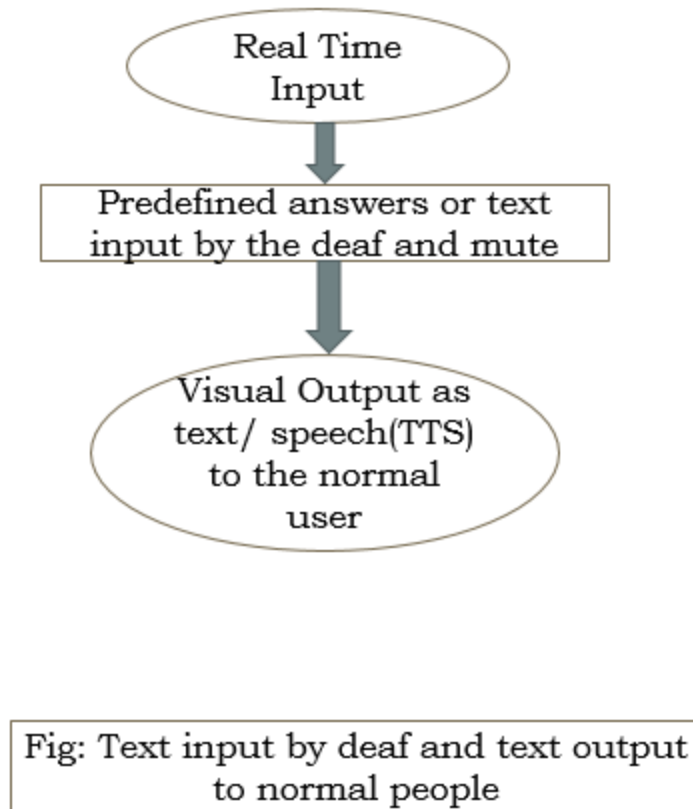 Real Time
Input
Predefined answers or text
input by the deaf and mute
Visual Output as
text/ speech(TTS)
to the normal
user
Fig: Text input by deaf and text output
to normal people